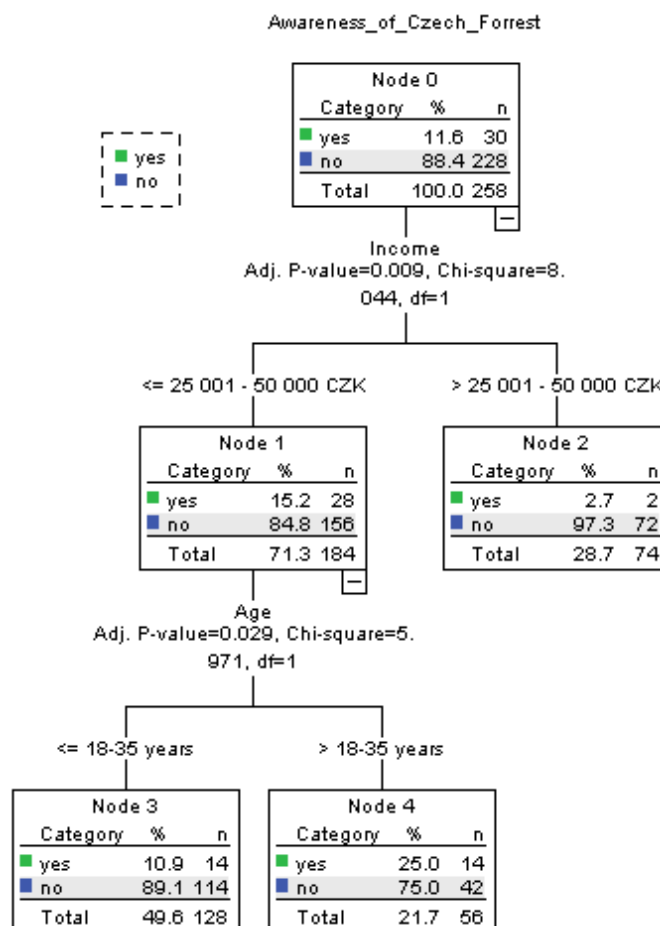 Awareness_of_Czech_Forrest
yes
no
Node 0
Category % n
yes 11.6 30
no 88.4 228
Total 100.0 258
Income
Adj. P-value=0.009, Chi-square=8.
044, df=1
<= 25 001 - 50 000 CZK
> 25 001 - 50 000 CZK
Node 1
Category % n
yes 15.2 28
no 84.8 156
Total 71.3 184
Node 2
Category % n
yes 2.7 2
no 97.3 72
Total 28.7 74
Age
Adj. P-value=0.029, Chi-square=5.
971, df=1
<= 18-35 years
> 18-35 years
Node 3
Category % n
yes 10.9 14
no 89.1 114
Total 49.6 128
Node 4
Category % n
yes 25.0 14
no 75.0 42
Total 21.7 56